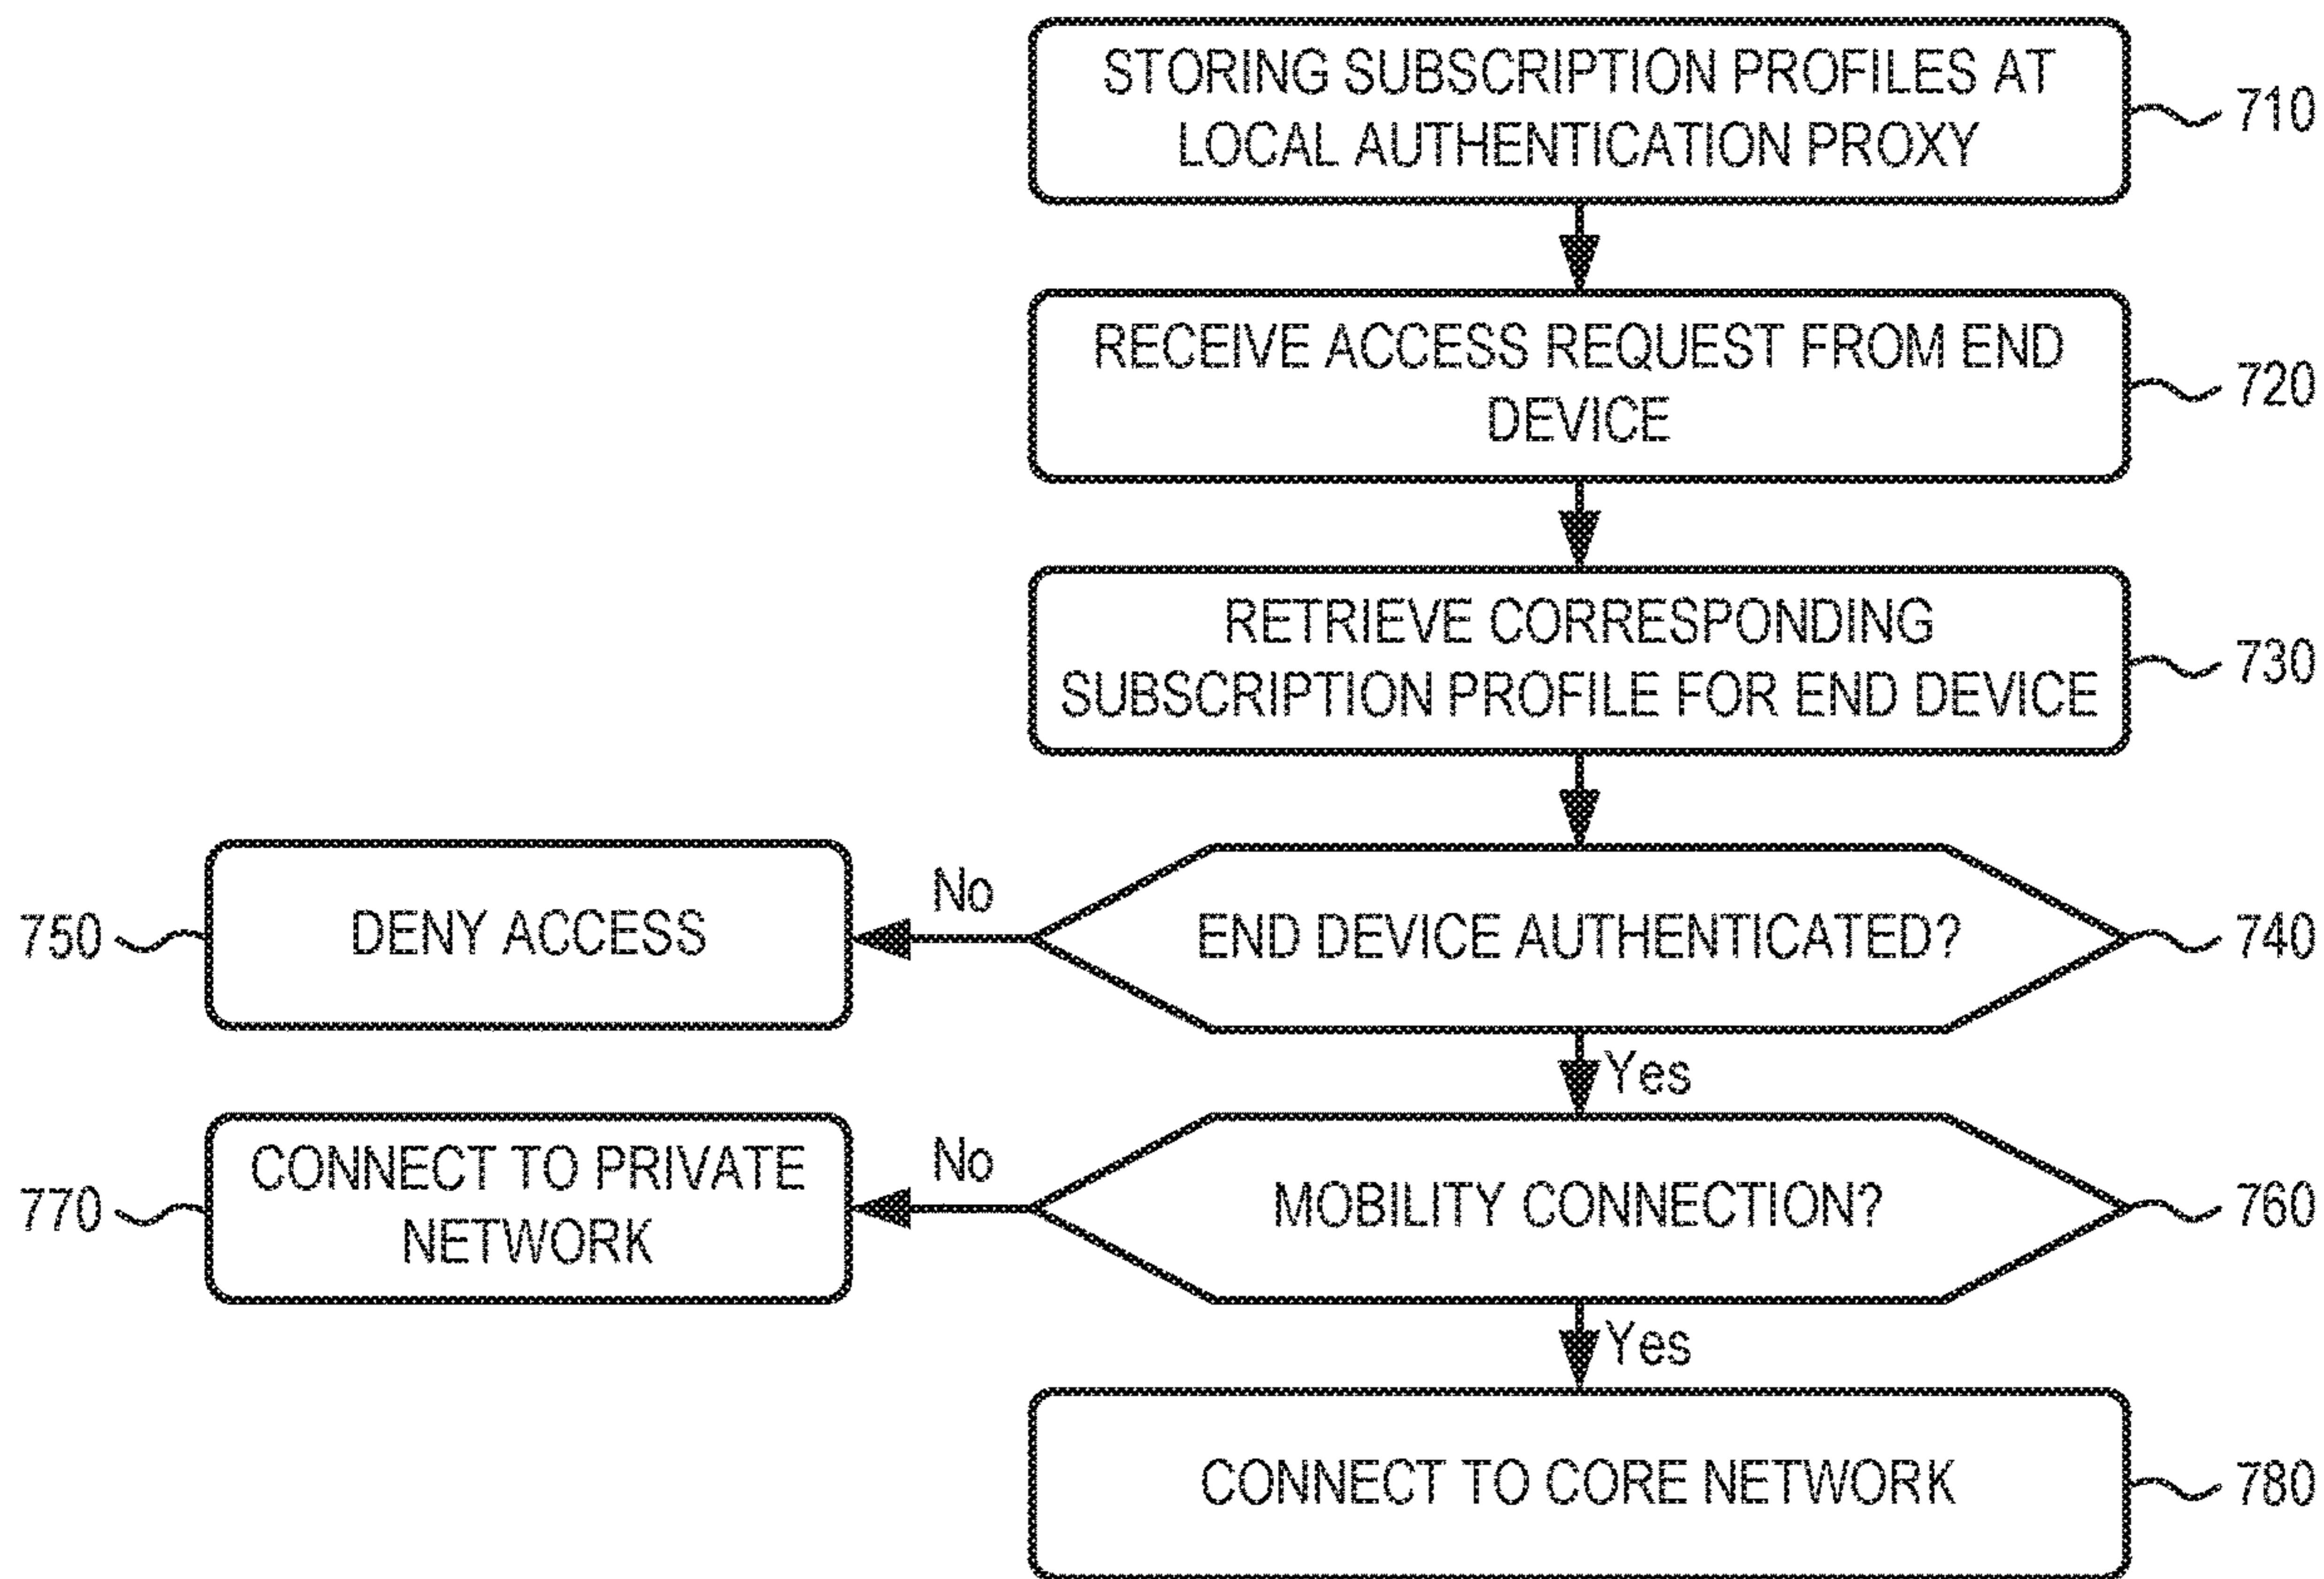 STORING SUBSCRIPTION PROFILES AT
LOCAL AUTHENTICATION PROXY
710
RECEIVE ACCESS REQUEST FROM END
DEVICE
720
RETRIEVE CORRESPONDING
SUBSCRIPTION PROFILE FOR END DEVICE
730
750
DENY ACCESS
No
END DEVICE AUTHENTICATED?
740
Yes
770
CONNECT TO PRIVATE
NETWORK
No
MOBILITY CONNECTION?
760
Yes
CONNECT TO CORE NETWORK
780